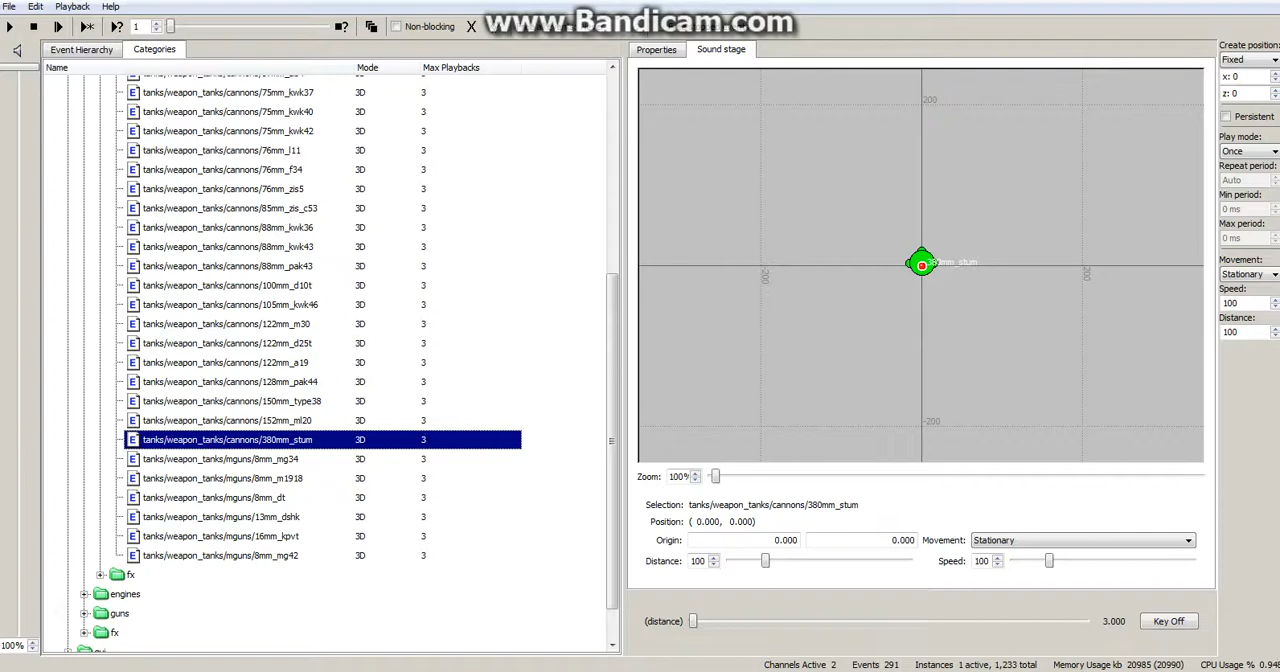 File Edit Playback Help
www.Bandicam.com
1 Non-blocking
Event Hierarchy Categories
Properties Sound stage
Name Mode Max Playbacks
tanks/weapon_tanks/cannons/75mm_kwk37 3D 3
tanks/weapon_tanks/cannons/75mm_kwk40 3D 3
tanks/weapon_tanks/cannons/75mm_kwk42 3D 3
tanks/weapon_tanks/cannons/76mm_l11 3D 3
tanks/weapon_tanks/cannons/76mm_f34 3D 3
tanks/weapon_tanks/cannons/76mm_zis5 3D 3
tanks/weapon_tanks/cannons/85mm_zis_c53 3D 3
tanks/weapon_tanks/cannons/88mm_kwk36 3D 3
tanks/weapon_tanks/cannons/88mm_kwk43 3D 3
tanks/weapon_tanks/cannons/88mm_pak43 3D 3
tanks/weapon_tanks/cannons/100mm_d10t 3D 3
tanks/weapon_tanks/cannons/105mm_kwk46 3D 3
tanks/weapon_tanks/cannons/122mm_m30 3D 3
tanks/weapon_tanks/cannons/122mm_d25t 3D 3
tanks/weapon_tanks/cannons/122mm_a19 3D 3
tanks/weapon_tanks/cannons/128mm_pak44 3D 3
tanks/weapon_tanks/cannons/150mm_type38 3D 3
tanks/weapon_tanks/cannons/152mm_ml20 3D 3
tanks/weapon_tanks/cannons/380mm_stum 3D 3
tanks/weapon_tanks/mguns/8mm_mg34 3D 3
tanks/weapon_tanks/mguns/8mm_m1918 3D 3
tanks/weapon_tanks/mguns/8mm_dt 3D 3
tanks/weapon_tanks/mguns/13mm_dshk 3D 3
tanks/weapon_tanks/mguns/16mm_kpvt 3D 3
tanks/weapon_tanks/mguns/8mm_mg42 3D 3
fx
engines
guns
fx
100%
200
380mm_stum
-200
200
-200
Zoom: 100%
Selection: tanks/weapon_tanks/cannons/380mm_stum
Position: ( 0.000, 0.000)
Origin: 0.000 0.000 Movement: Stationary
Distance: 100 Speed: 100
(distance) 3.000 Key Off
Create position:
Fixed
x: 0
z: 0
Persistent
Play mode:
Once
Repeat period:
Auto
Min period:
0 ms
Max period:
0 ms
Movement:
Stationary
Speed:
100
Distance:
100
Channels Active 2 Events 291 Instances 1 active, 1,233 total Memory Usage kb 20985 (20990) CPU Usage % 0.948